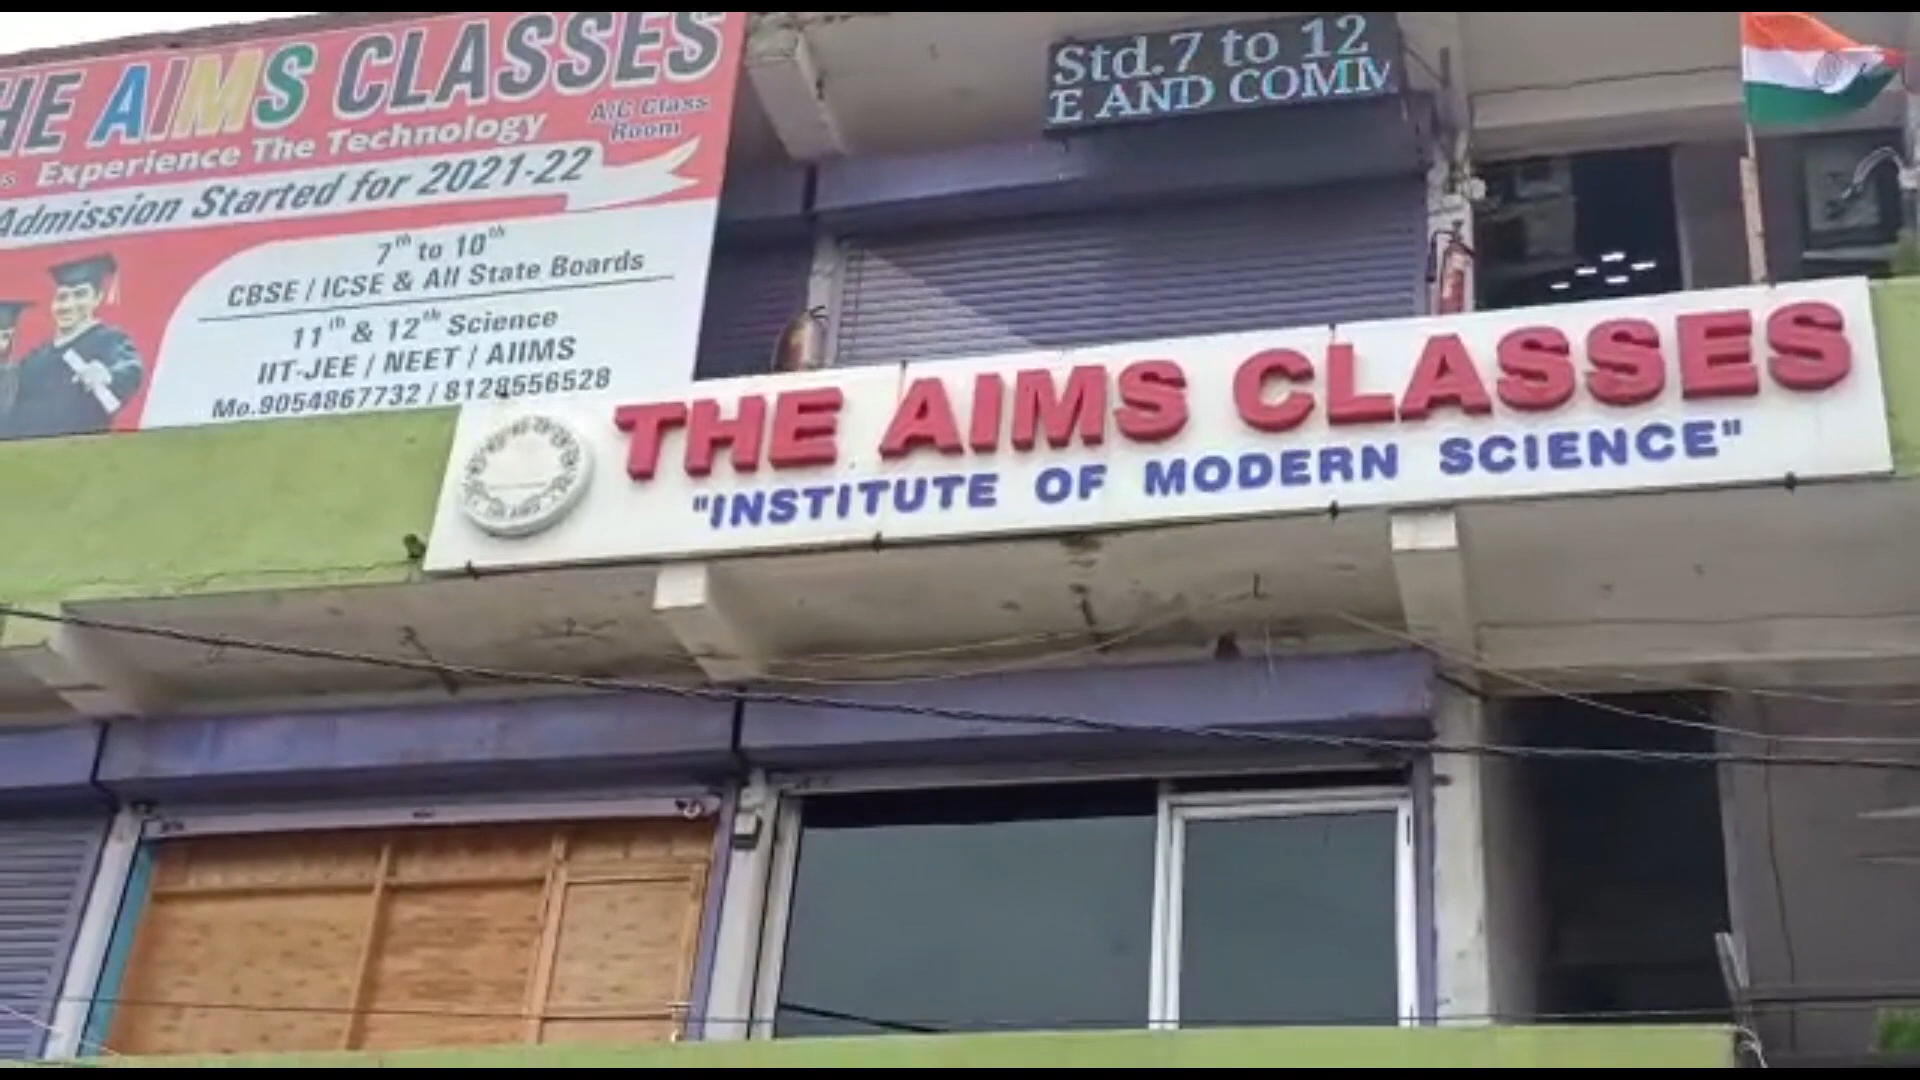 HE AIMS CLASSES
Experience The Technology
A/C Class
Room
Admission Started for 2021-22
7th to 10th
CBSE / ICSE & All State Boards
11th & 12th Science
IIT-JEE / NEET / AIIMS
Mo.9054867732 / 8128556528
Std.7 to 12
E AND COMM
THE AIMS CLASSES
"INSTITUTE OF MODERN SCIENCE"